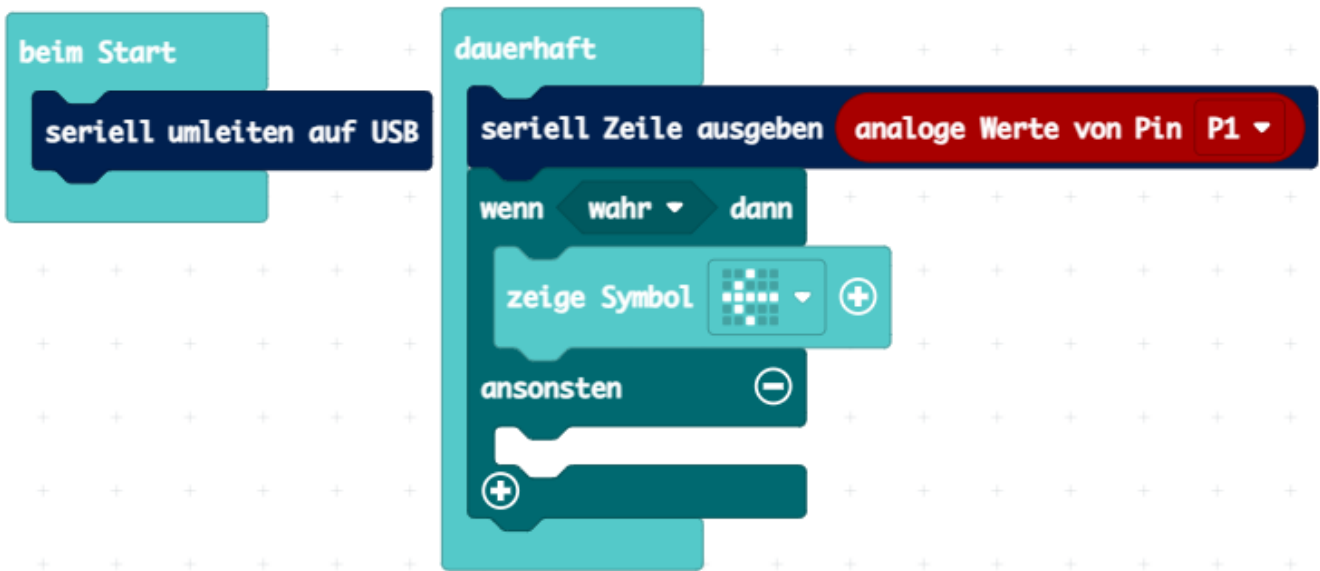 beim Start
seriell umleiten auf USB
dauerhaft
seriell Zeile ausgeben analoge Werte von Pin P1
wenn wahr dann
zeige Symbol
ansonsten